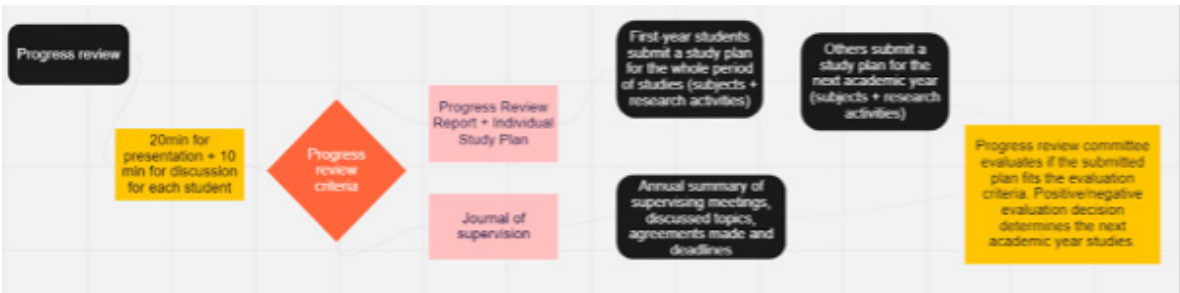 Progress review
20min for
presentation + 10
min for discussion
for each student
Progress
review
criteria
Progress Review
Report + Individual
Study Plan
Journal of
supervision
First-year students
submit a study plan
for the whole period
of studies (subjects +
research activities)
Others submit a
study plan for the
next academic year
(subjects + research
activities)
Annual summary of
supervising meetings,
discussed topics,
agreements made and
deadlines
Progress review committee
evaluates if the submitted
plan fits the evaluation
criteria. Positive/negative
evaluation decision
determines the next
academic year studies.